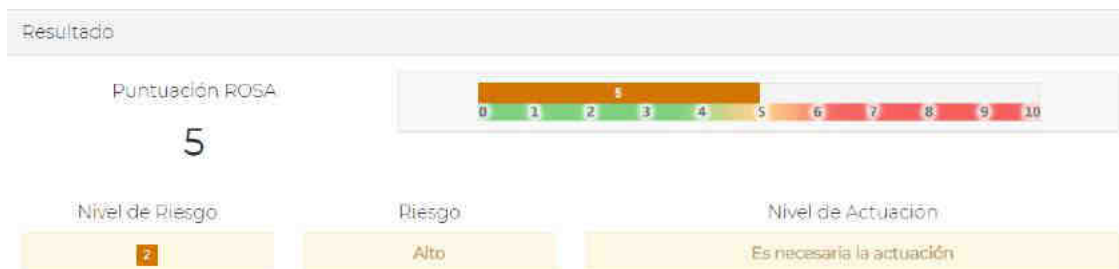 Resultado
Puntuación ROSA
5
5
0 1 2 3 4 5 6 7 8 9 10
Nivel de Riesgo
Riesgo
Nivel de Actuación
2
Alto
Es necesaria la actuación